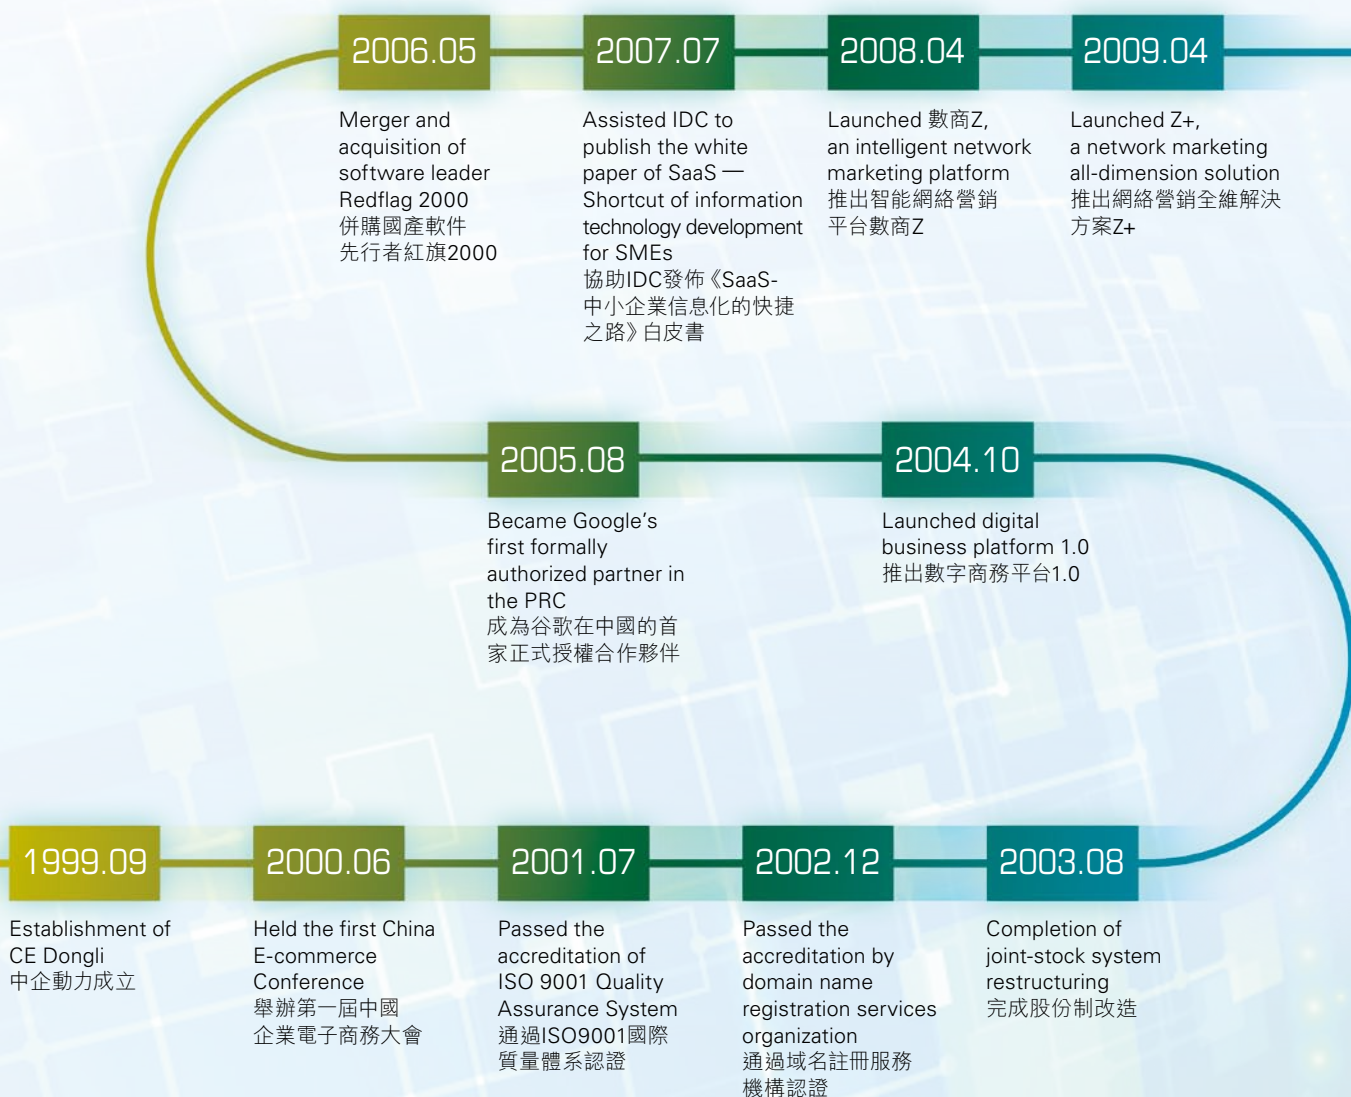 2006.05
Merger and
acquisition of
software leader
Redflag 2000
併購國產軟件
先行者紅旗2000
2007.07
Assisted IDC to
publish the white
paper of SaaS —
Shortcut of information
technology development
for SMEs
協助IDC發佈《SaaS-
中小企業信息化的快捷
之路》白皮書
2008.04
Launched 數商Z,
an intelligent network
marketing platform
推出智能網絡營銷
平台數商Z
2009.04
Launched Z+,
a network marketing
all-dimension solution
推出網絡營銷全維解決
方案Z+
2005.08
Became Google's
first formally
authorized partner in
the PRC
成為谷歌在中國的首
家正式授權合作夥伴
2004.10
Launched digital
business platform 1.0
推出數字商務平台1.0
1999.09
Establishment of
CE Dongli
中企動力成立
2000.06
Held the first China
E-commerce
Conference
舉辦第一屆中國
企業電子商務大會
2001.07
Passed the
accreditation of
ISO 9001 Quality
Assurance System
通過ISO9001國際
質量體系認證
2002.12
Passed the
accreditation by
domain name
registration services
organization
通過域名註冊服務
機構認證
2003.08
Completion of
joint-stock system
restructuring
完成股份制改造